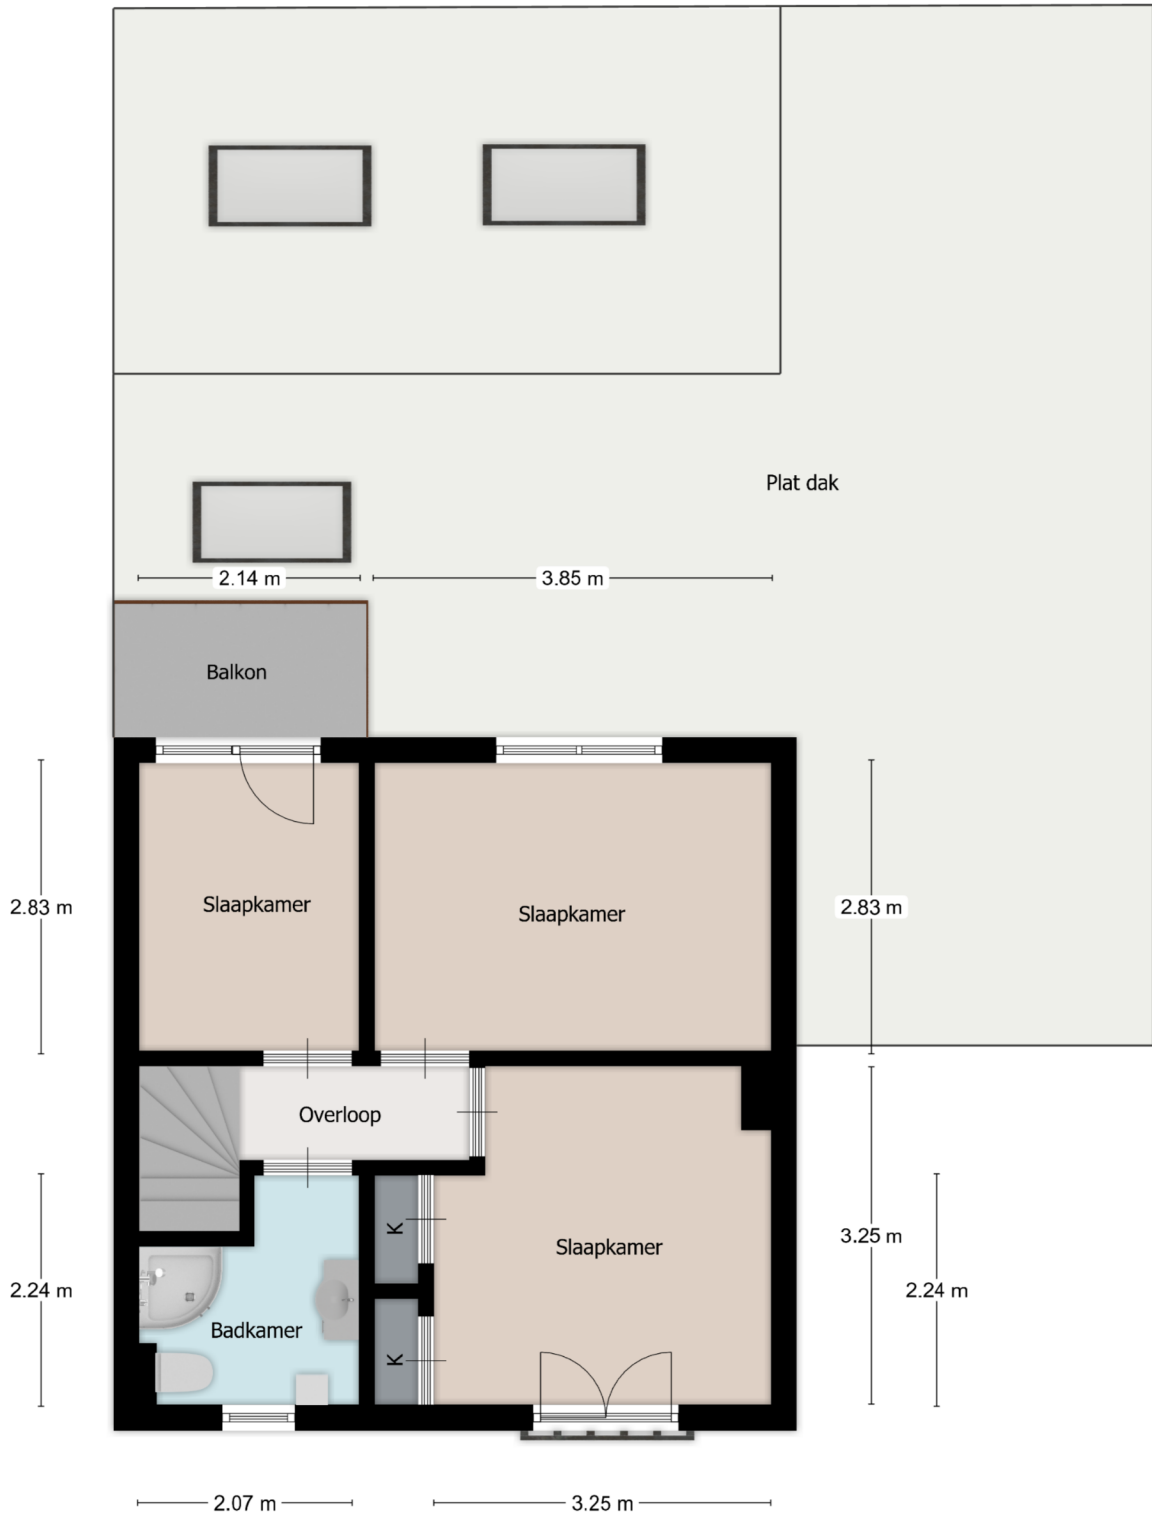 Plat dak
2.14 m
3.85 m
Balkon
2.83 m
Slaapkamer
Slaapkamer
2.83 m
Overloop
K
Slaapkamer
3.25 m
2.24 m
2.24 m
Badkamer
K
2.07 m
3.25 m